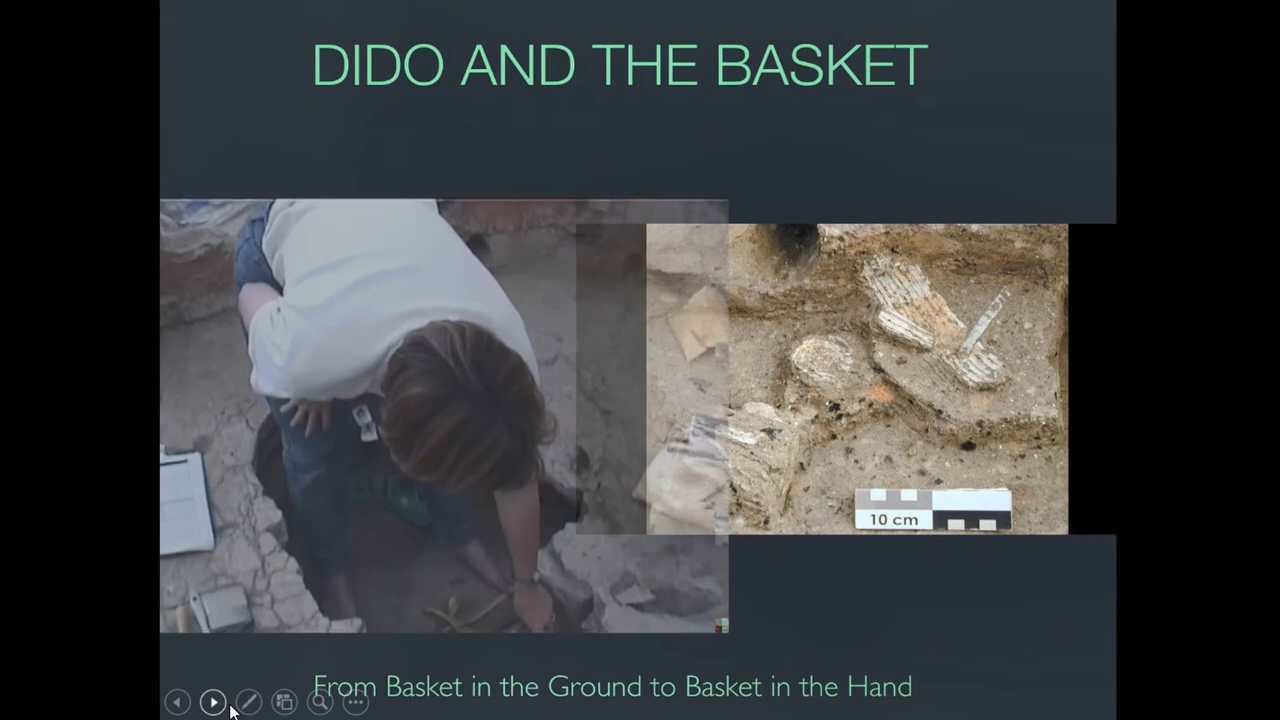 DIDO AND THE BASKET
10 cm
From Basket in the Ground to Basket in the Hand